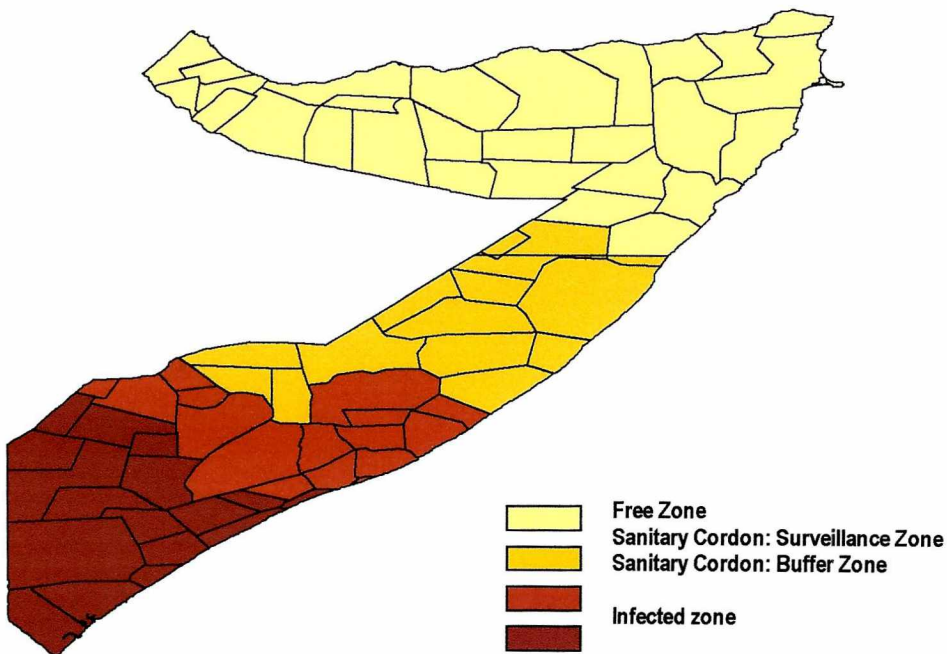 Free Zone
Sanitary Cordon: Surveillance Zone
Sanitary Cordon: Buffer Zone
Infected zone